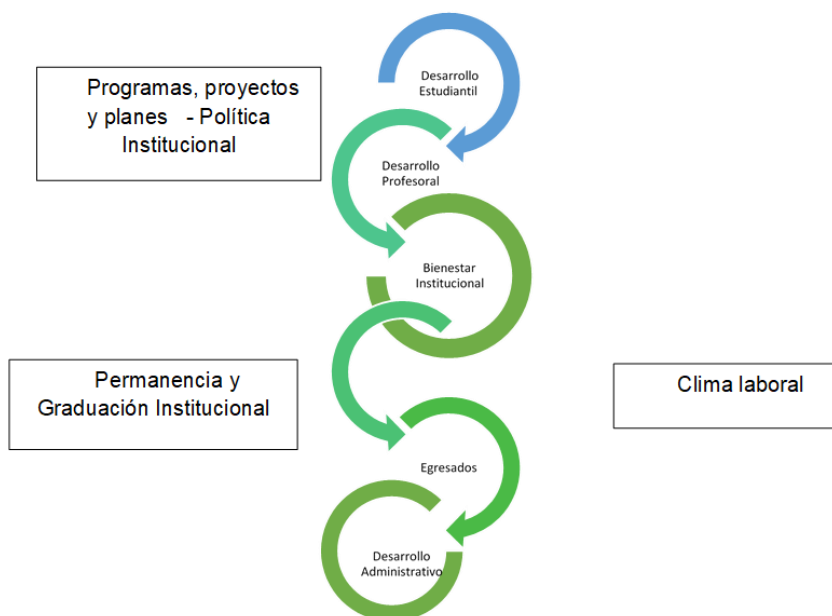 Desarrollo
Estudiantil
Programas, proyectos
y planes - Política
Institucional
Desarrollo
Profesoral
Bienestar
Institucional
Permanencia y
Graduación Institucional
Clima laboral
Egresados
Desarrollo
Administrativo